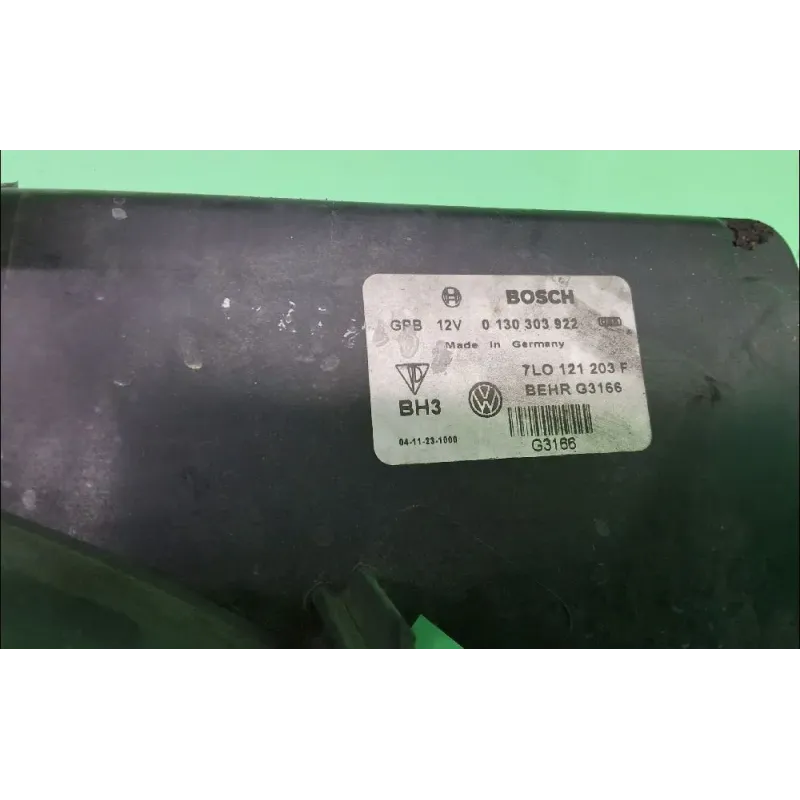 BOSCH
GPB 12V 0 130 303 922
Made in Germany
7L0 121 203 F
BH3 BEHR G3166
04-11-23-1000
G3166